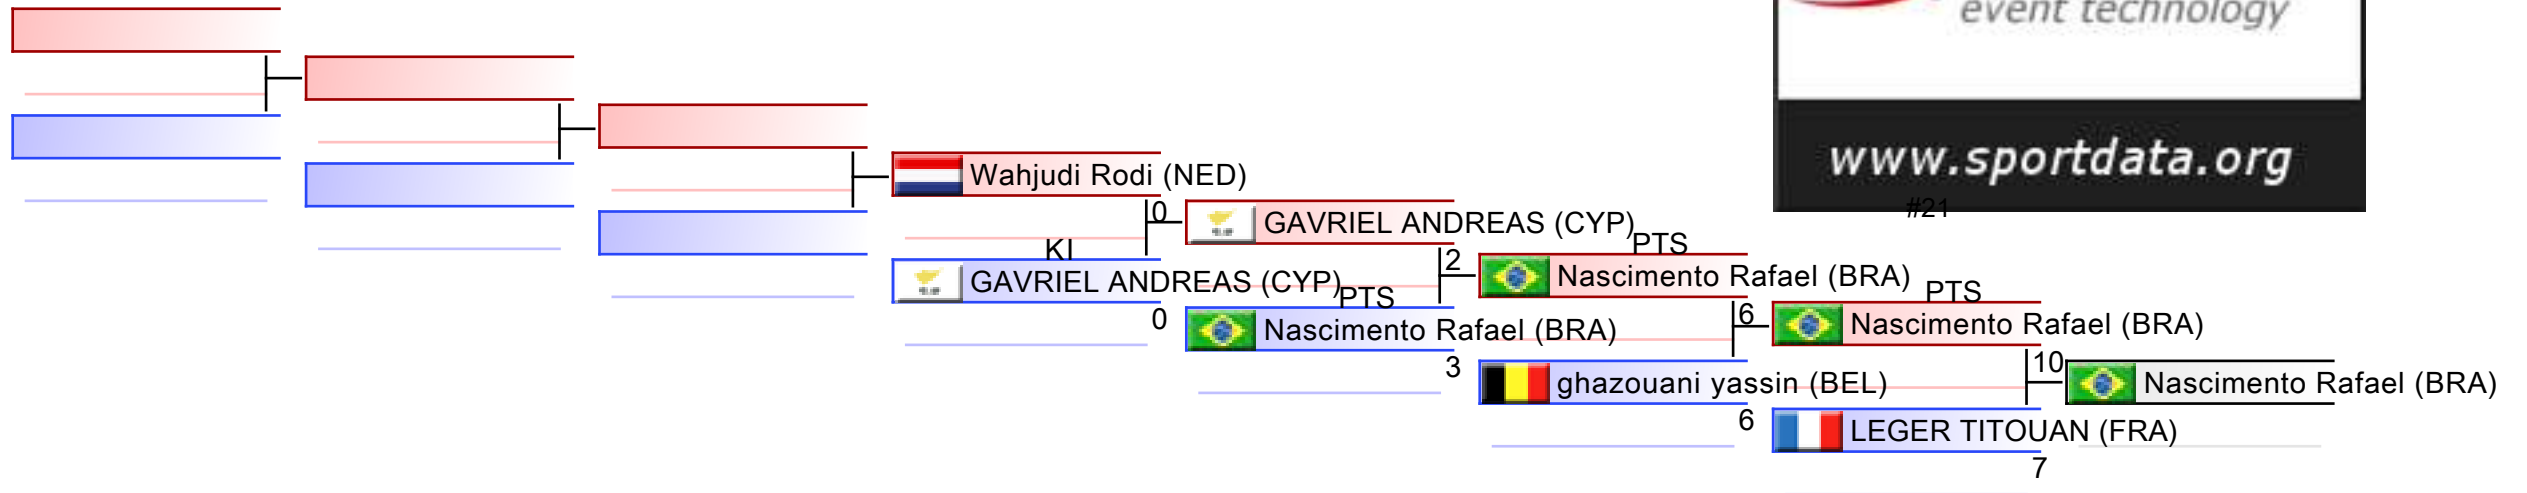 event technology
www.sportdata.org
#21
Wahjudi Rodi (NED)
0
GAVRIEL ANDREAS (CYP)
KI
GAVRIEL ANDREAS (CYP)
0
PTS
2
Nascimento Rafael (BRA)
PTS
Nascimento Rafael (BRA)
3
6
Nascimento Rafael (BRA)
PTS
ghazouani yassin (BEL)
6
10
Nascimento Rafael (BRA)
LEGER TITOUAN (FRA)
7